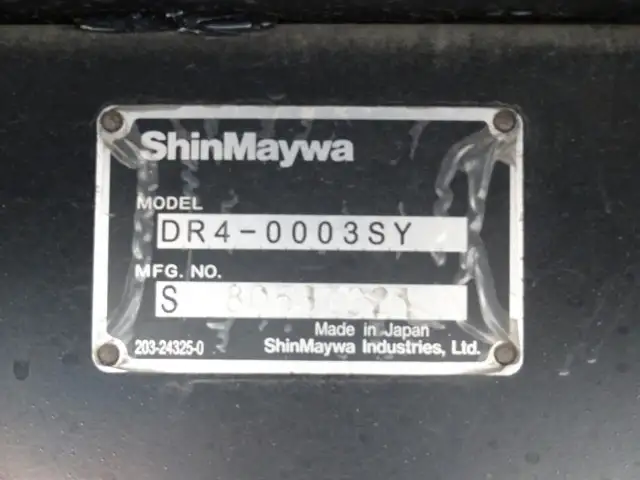 ShinMaywa
MODEL
DR4-0003SY
MFG. NO.
S
Made in Japan
203-24325-0 ShinMaywa Industries, Ltd.